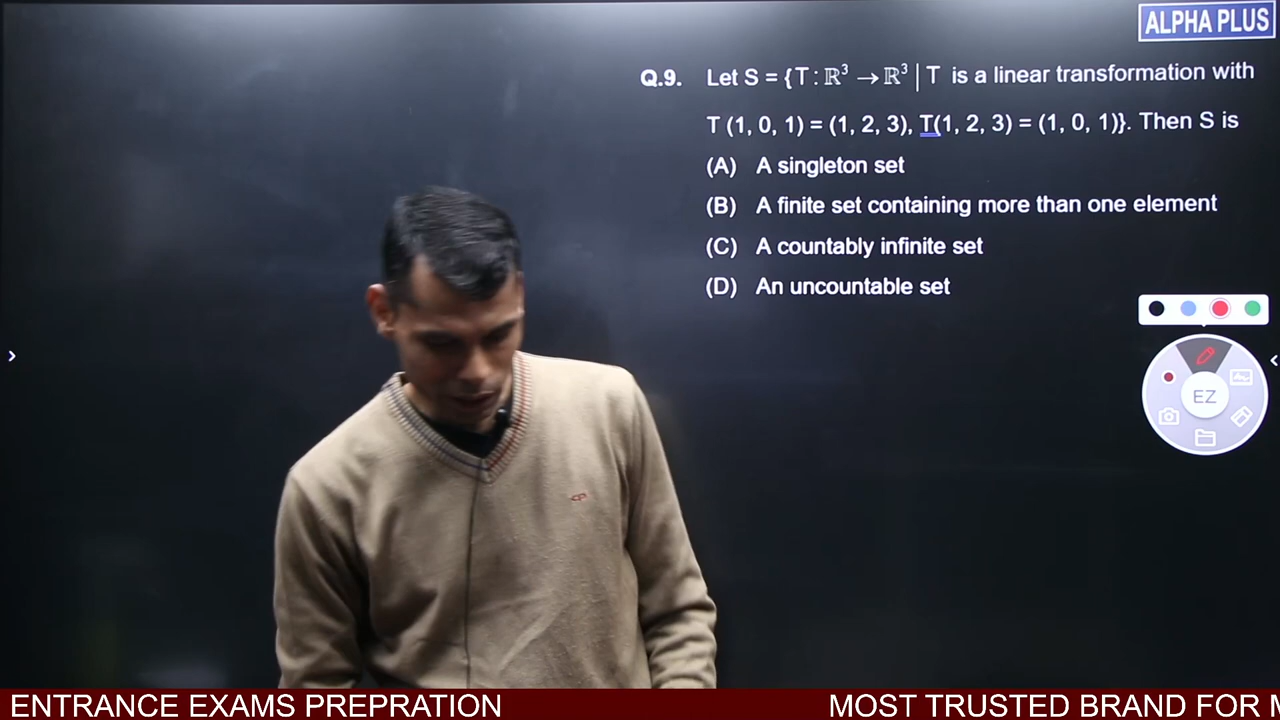 ALPHA PLUS
Q.9. Let S = {T : ℝ³ → ℝ³ | T is a linear transformation with
T (1, 0, 1) = (1, 2, 3), T(1, 2, 3) = (1, 0, 1)}. Then S is
(A) A singleton set
(B) A finite set containing more than one element
(C) A countably infinite set
(D) An uncountable set
EZ
ENTRANCE EXAMS PREPRATION MOST TRUSTED BRAND FOR